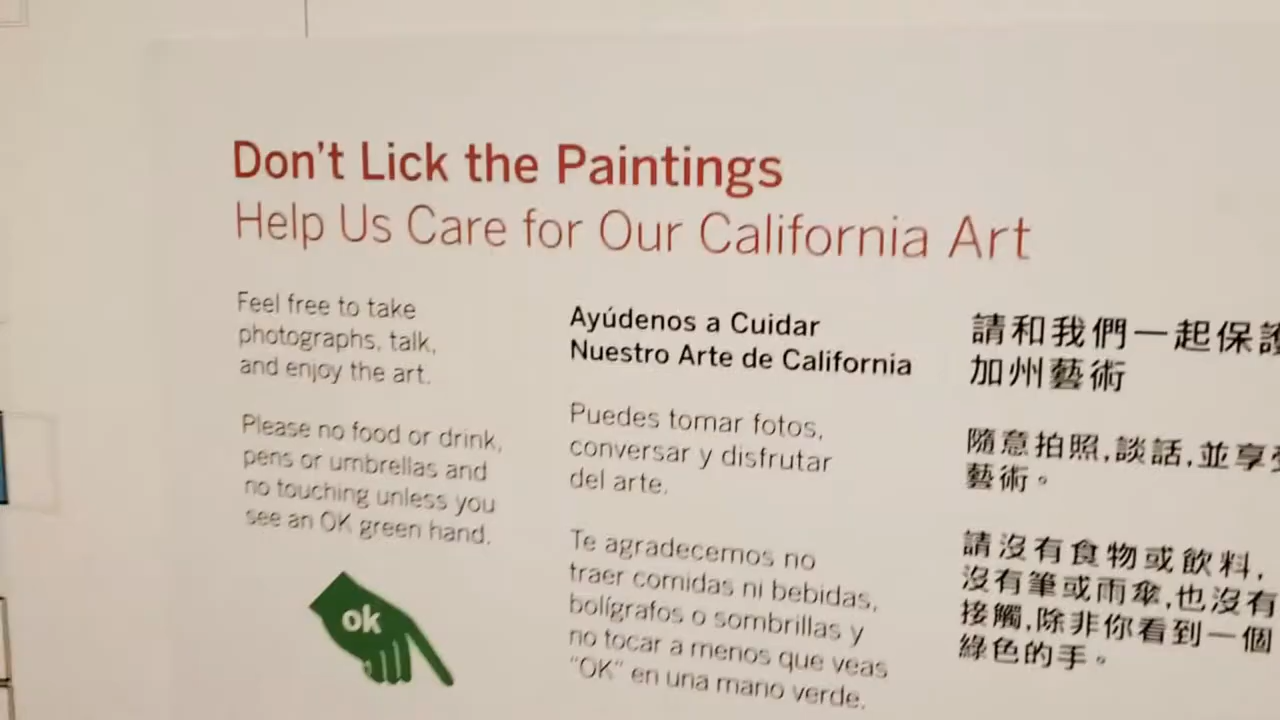 Don't Lick the Paintings
Help Us Care for Our California Art
Feel free to take
photographs, talk,
and enjoy the art.
Please no food or drink,
pens or umbrellas and
no touching unless you
see an OK green hand.
ok
Ayúdenos a Cuidar
Nuestro Arte de California
Puedes tomar fotos,
conversar y disfrutar
del arte.
Te agradecemos no
traer comidas ni bebidas,
bolígrafos o sombrillas y
no tocar a menos que veas
"OK" en una mano verde.
請和我們一起保護
加州藝術
隨意拍照,談話,並享受
藝術。
請沒有食物或飲料,
沒有筆或雨傘,也沒有
接觸,除非你看到一個
綠色的手。